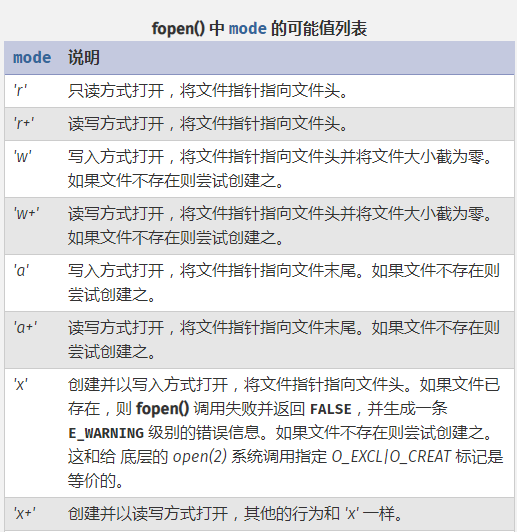 fopen() 中 mode 的可能值列表
mode 说明
'r' 只读方式打开，将文件指针指向文件头。
'r+' 读写方式打开，将文件指针指向文件头。
'w' 写入方式打开，将文件指针指向文件头并将文件大小截为零。
如果文件不存在则尝试创建之。
'w+' 读写方式打开，将文件指针指向文件头并将文件大小截为零。
如果文件不存在则尝试创建之。
'a' 写入方式打开，将文件指针指向文件末尾。如果文件不存在则
尝试创建之。
'a+' 读写方式打开，将文件指针指向文件末尾。如果文件不存在则
尝试创建之。
'x' 创建并以写入方式打开，将文件指针指向文件头。如果文件已
存在，则 fopen() 调用失败并返回 FALSE，并生成一条
E_WARNING 级别的错误信息。如果文件不存在则尝试创建之。
这和给 底层的 open(2) 系统调用指定 O_EXCL|O_CREAT 标记是
等价的。
'x+' 创建并以读写方式打开，其他的行为和 'x' 一样。